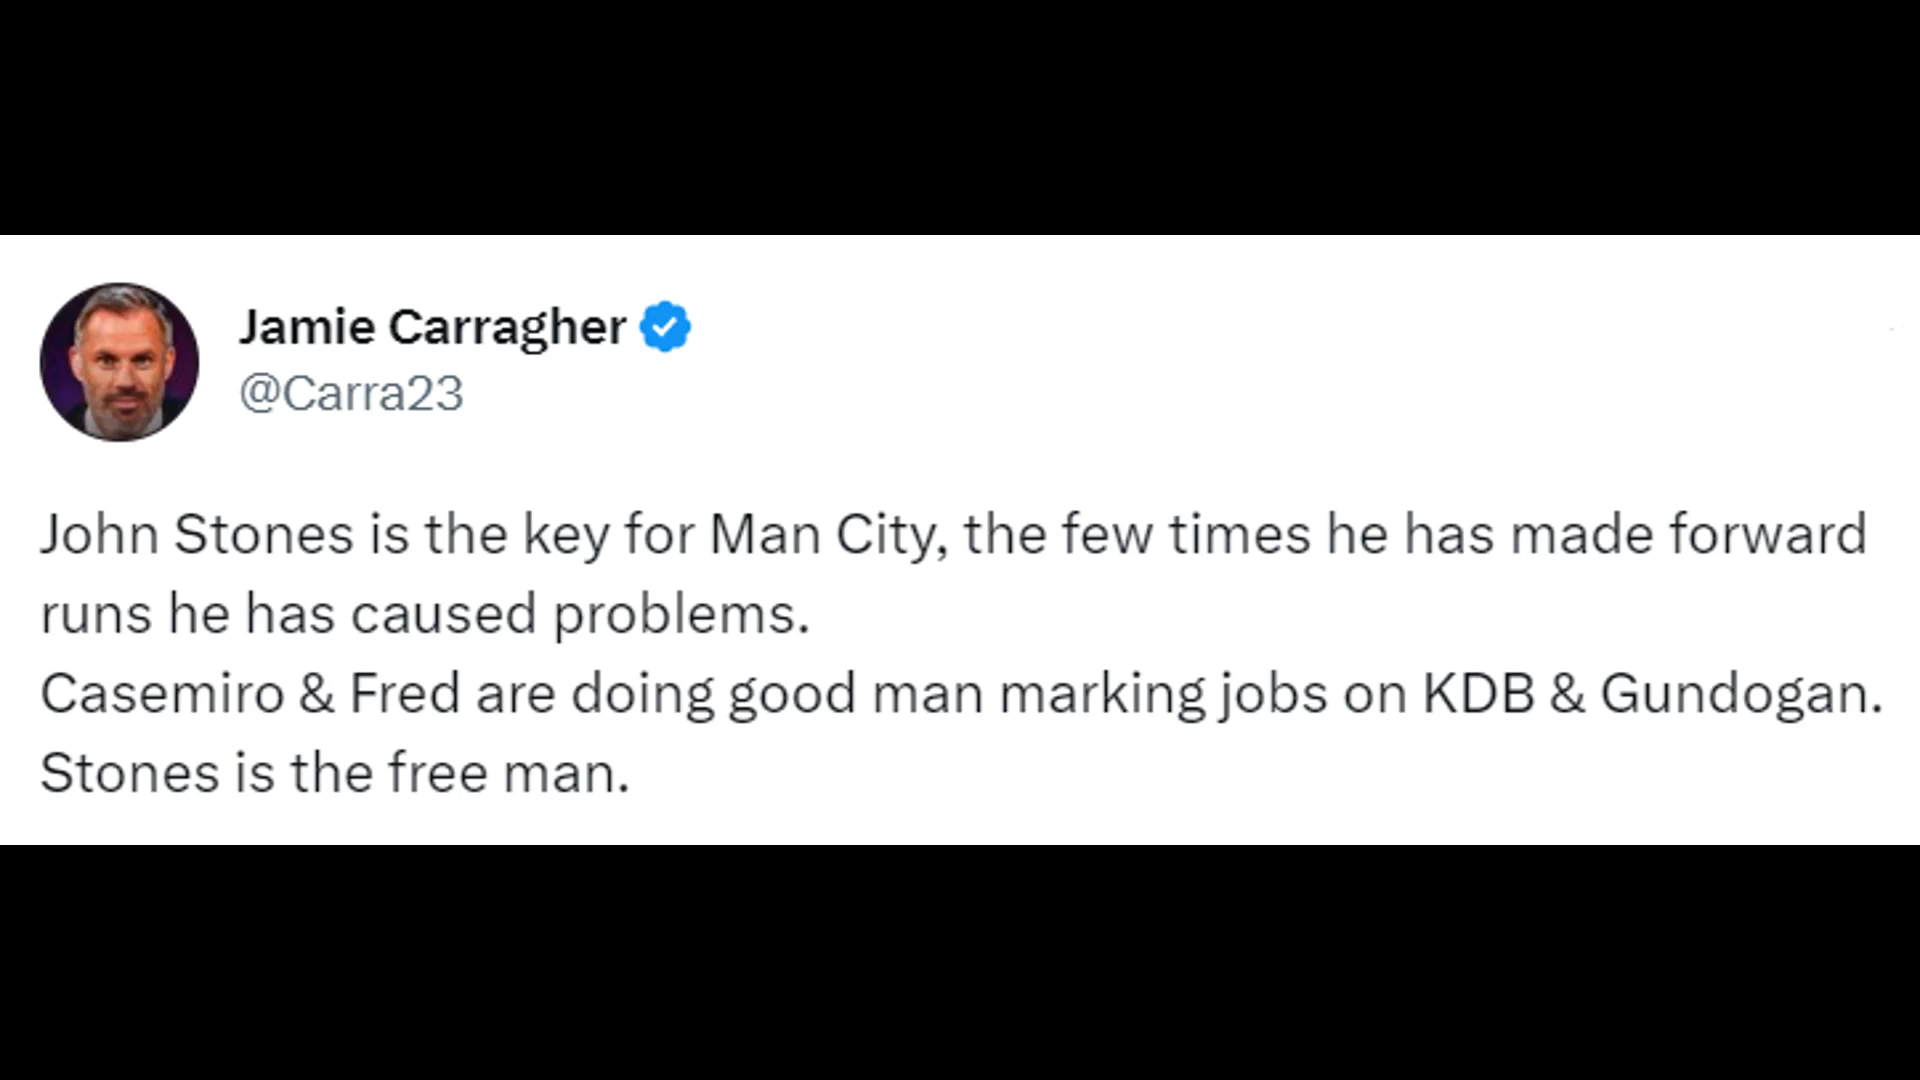 Jamie Carragher
@Carra23
John Stones is the key for Man City, the few times he has made forward
runs he has caused problems.
Casemiro & Fred are doing good man marking jobs on KDB & Gundogan.
Stones is the free man.